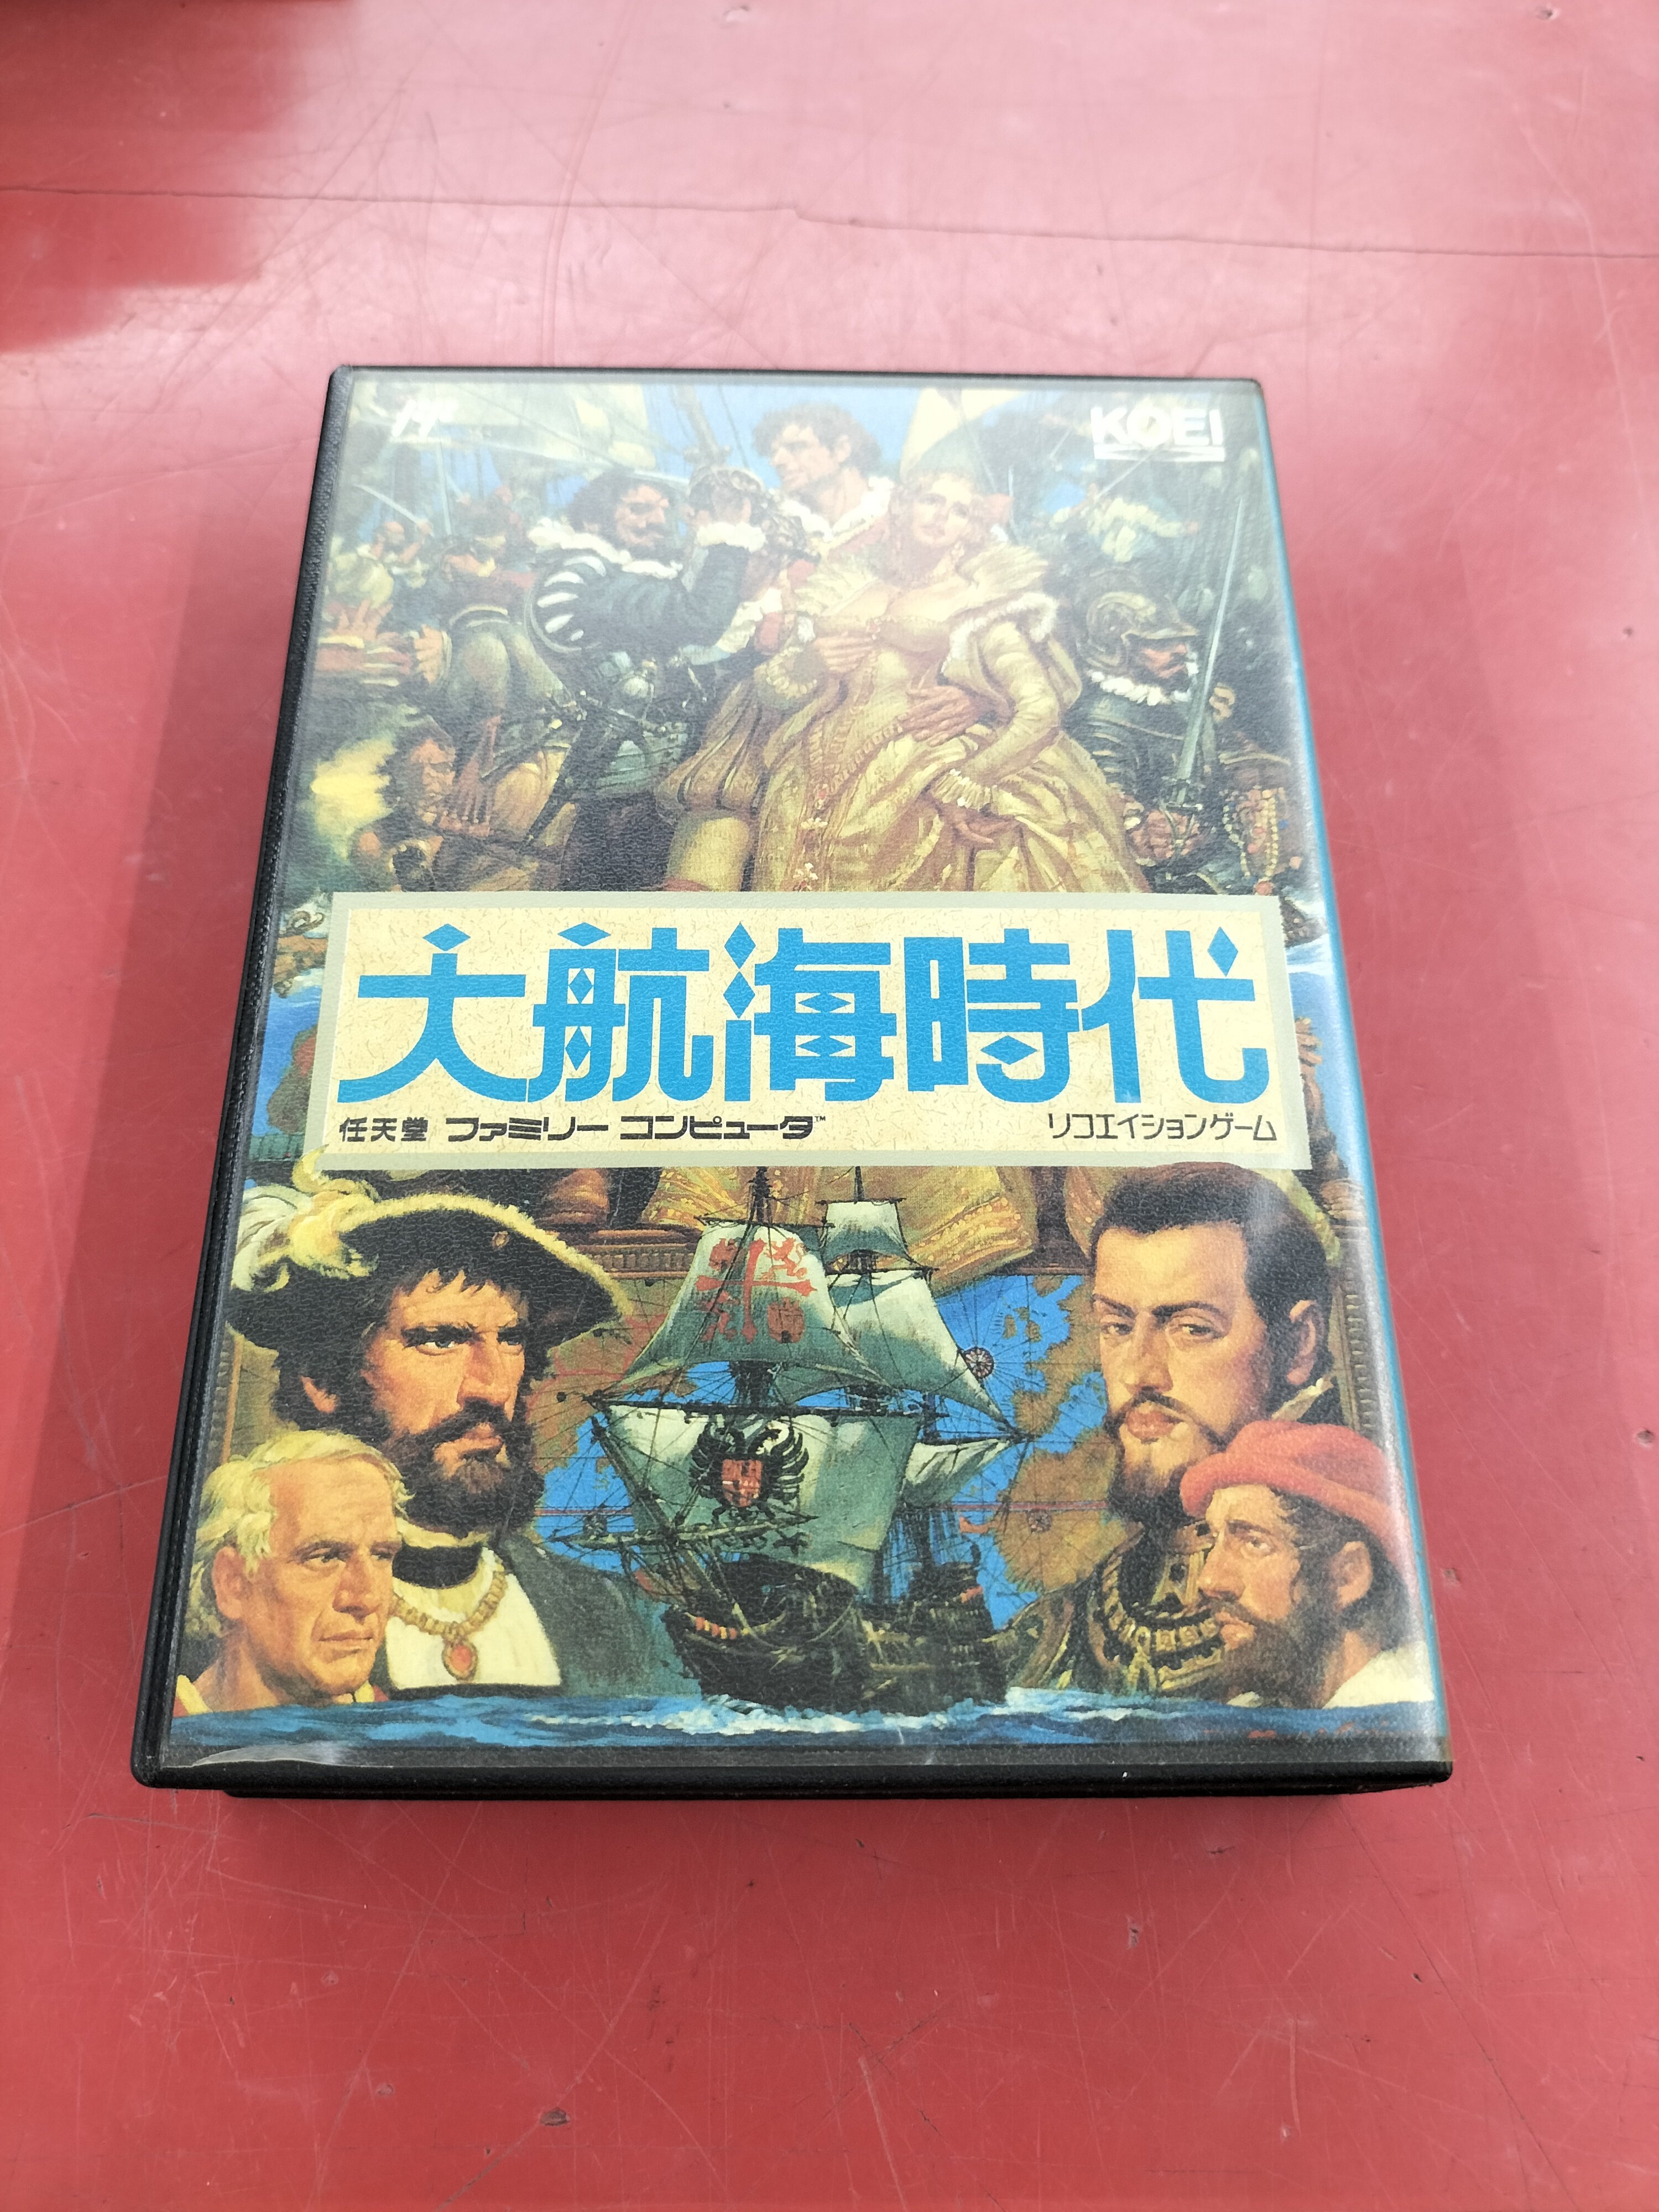 KOEI
大航海時代
任天堂 ファミリー コンピュータ™
リコエイションゲーム